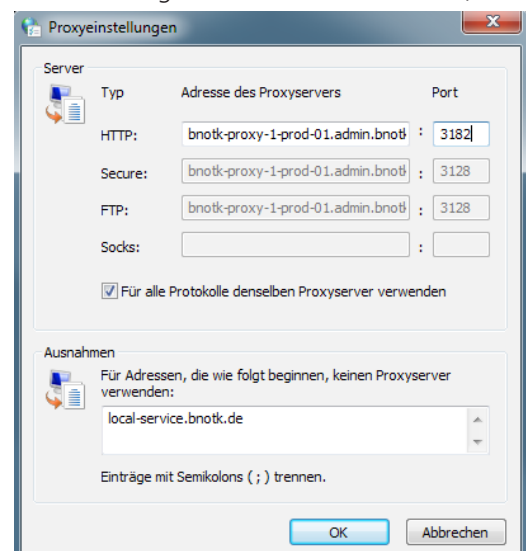 Proxyeinstellungen
Server
Typ Adresse des Proxyservers Port
HTTP: bnotk-proxy-1-prod-01.admin.bnotk : 3182
Secure: bnotk-proxy-1-prod-01.admin.bnotk : 3128
FTP: bnotk-proxy-1-prod-01.admin.bnotk : 3128
Socks: :
Für alle Protokolle denselben Proxyserver verwenden
Ausnahmen
Für Adressen, die wie folgt beginnen, keinen Proxyserver
verwenden:
local-service.bnotk.de
Einträge mit Semikolons ( ; ) trennen.
OK Abbrechen